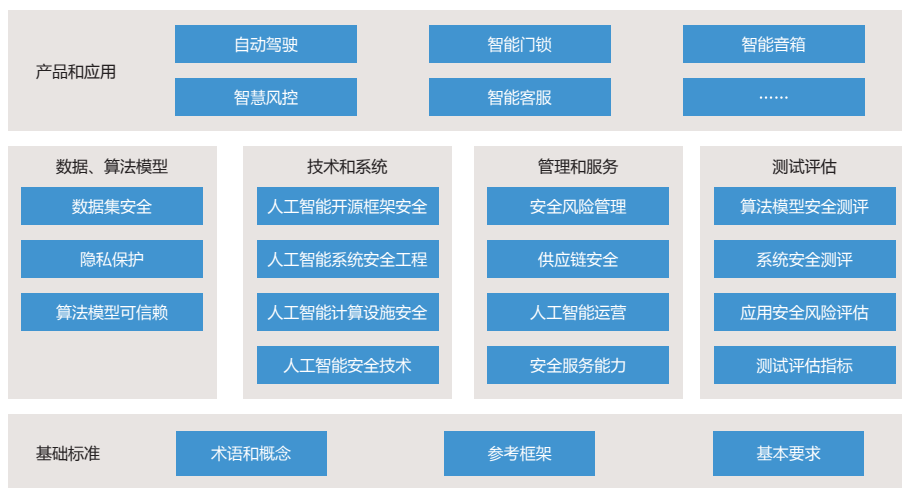 产品和应用
自动驾驶
智能门锁
智能音箱
智慧风控
智能客服
······
数据、算法模型
数据集安全
隐私保护
算法模型可信赖
技术和系统
人工智能开源框架安全
人工智能系统安全工程
人工智能计算设施安全
人工智能安全技术
管理和服务
安全风险管理
供应链安全
人工智能运营
安全服务能力
测试评估
算法模型安全测评
系统安全测评
应用安全风险评估
测试评估指标
基础标准
术语和概念
参考框架
基本要求